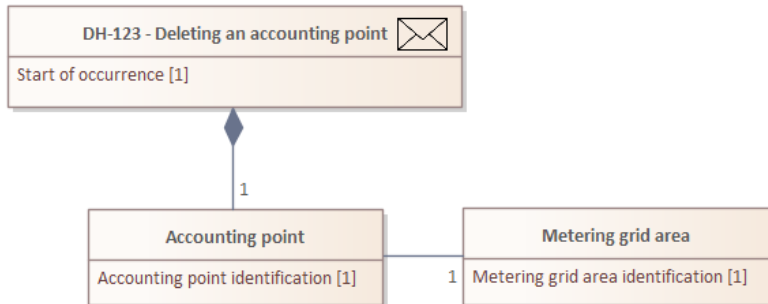 DH-123 - Deleting an accounting point
Start of occurrence [1]
1
Accounting point
Accounting point identification [1]
1
Metering grid area
Metering grid area identification [1]